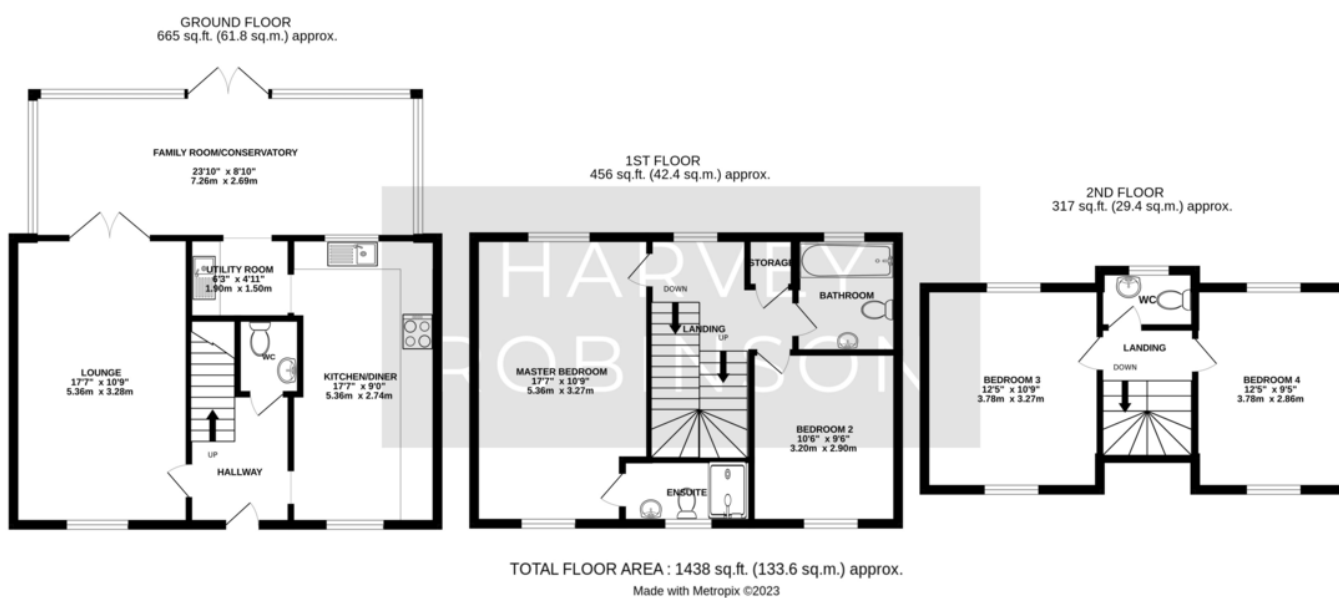 GROUND FLOOR
665 sq.ft. (61.8 sq.m.) approx.
FAMILY ROOM/CONSERVATORY
23'10" x 8'10"
7.26m x 2.69m
UTILITY ROOM
6'3" x 4'11"
1.90m x 1.50m
WC
LOUNGE
17'7" x 10'9"
5.36m x 3.28m
KITCHEN/DINER
17'7" x 9'0"
5.36m x 2.74m
UP
HALLWAY
1ST FLOOR
456 sq.ft. (42.4 sq.m.) approx.
HARVEY
ROBINSON
STORAGE
DOWN
BATHROOM
LANDING
UP
MASTER BEDROOM
17'7" x 10'9"
5.36m x 3.27m
BEDROOM 2
10'6" x 9'6"
3.20m x 2.90m
ENSUITE
2ND FLOOR
317 sq.ft. (29.4 sq.m.) approx.
WC
LANDING
DOWN
BEDROOM 3
12'5" x 10'9"
3.78m x 3.27m
BEDROOM 4
12'5" x 9'5"
3.78m x 2.86m
TOTAL FLOOR AREA : 1438 sq.ft. (133.6 sq.m.) approx.
Made with Metropix ©2023